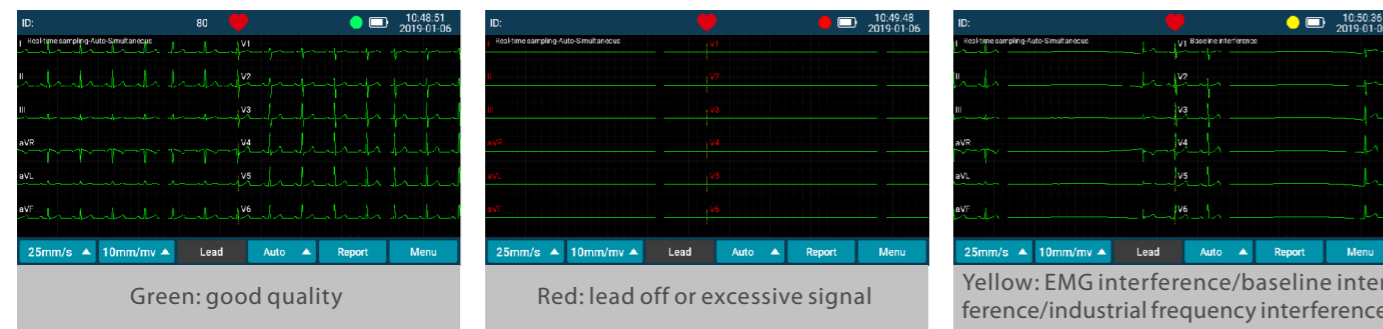 ID:
80
10:48:51
2019-01-06
Real-time sampling-Auto-Simultaneous
I
V1
II
V2
III
V3
aVR
V4
aVL
V5
aVF
V6
25mm/s
10mm/mv
Lead
Auto
Report
Menu
Green: good quality
ID:
10:49:48
2019-01-06
Real-time sampling-Auto-Simultaneous
I
V1
II
V2
III
V3
aVR
V4
aVL
V5
aVF
V6
25mm/s
10mm/mv
Lead
Auto
Report
Menu
Red: lead off or excessive signal
ID:
10:50:36
2019-01-0
Real-time sampling-Auto-Simultaneous
I
V1
Baseline interference
II
V2
III
V3
aVR
V4
aVL
V5
aVF
V6
25mm/s
10mm/mv
Lead
Auto
Report
Menu
Yellow: EMG interference/baseline inter
ference/industrial frequency interference